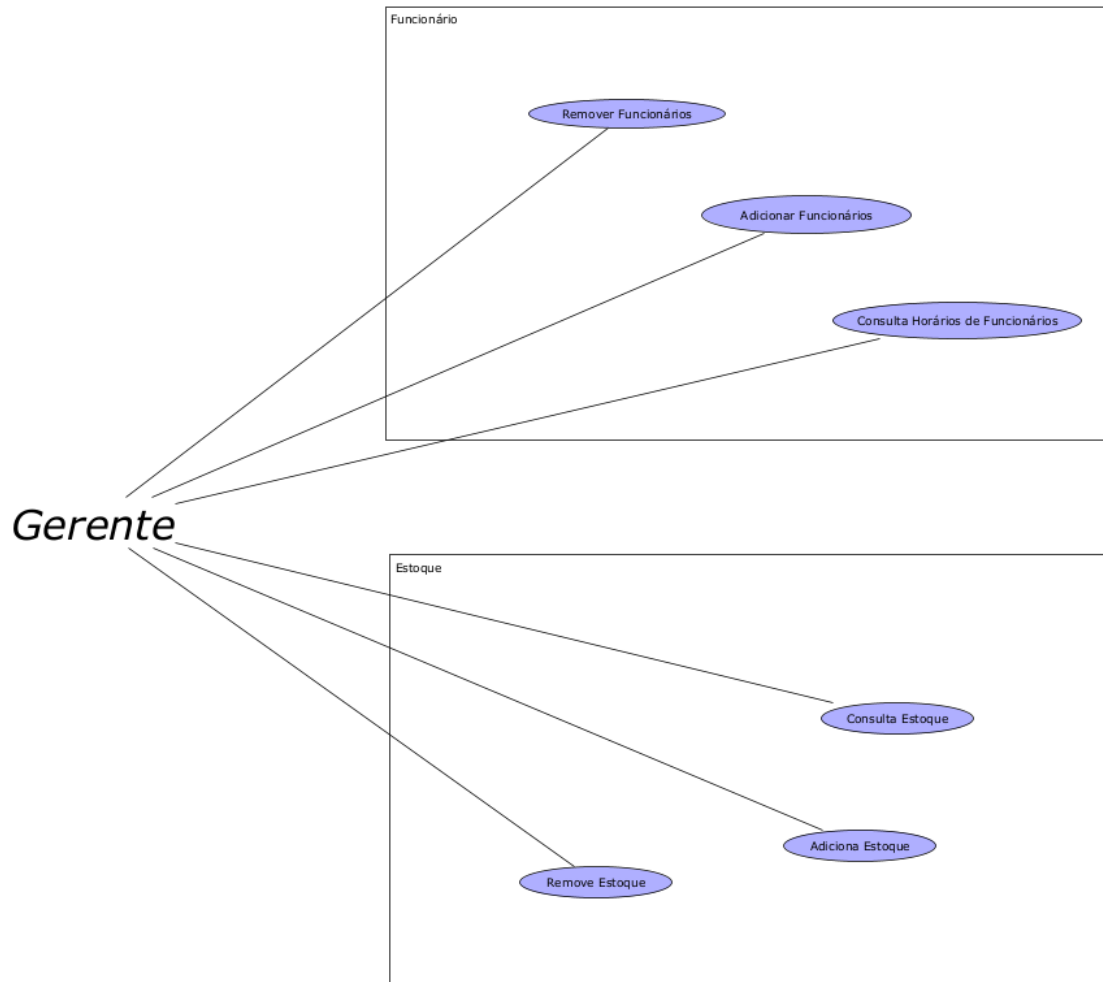 Funcionário
Remover Funcionários
Adicionar Funcionários
Consulta Horários de Funcionários
Gerente
Estoque
Consulta Estoque
Adiciona Estoque
Remove Estoque